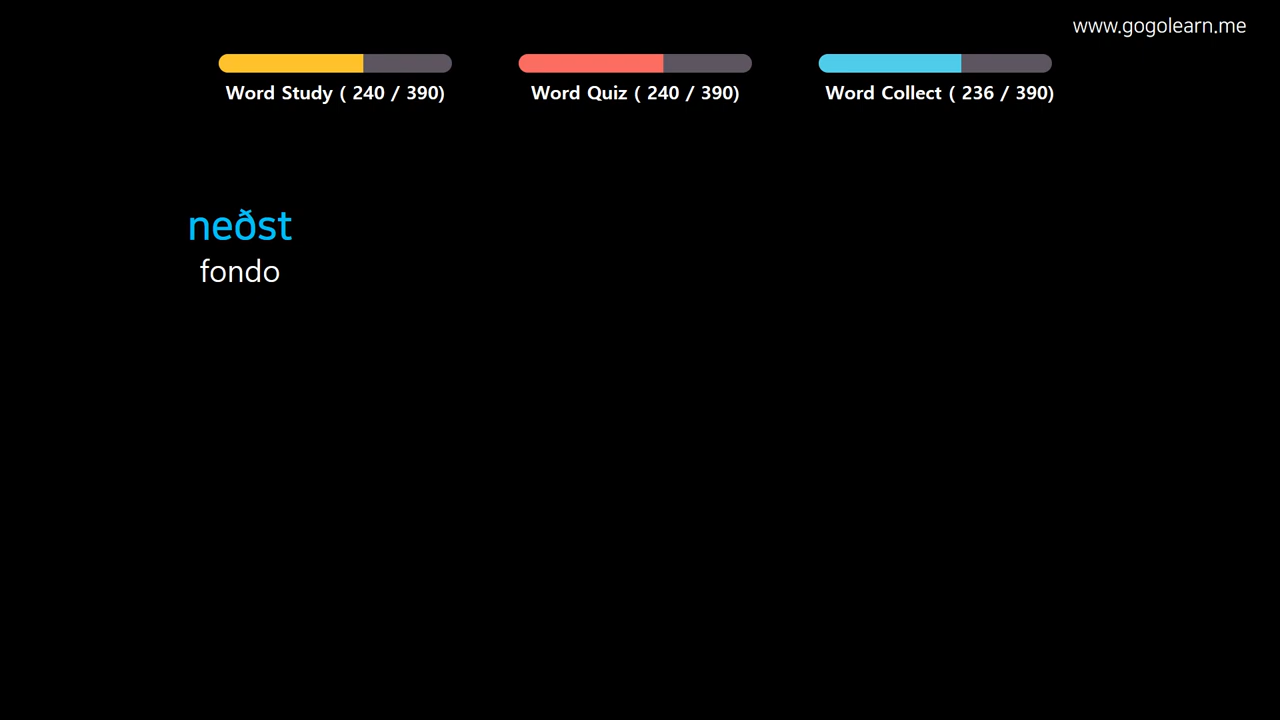 www.gogolearn.me
Word Study ( 240 / 390)
Word Quiz ( 240 / 390)
Word Collect ( 236 / 390)
neðst
fondo